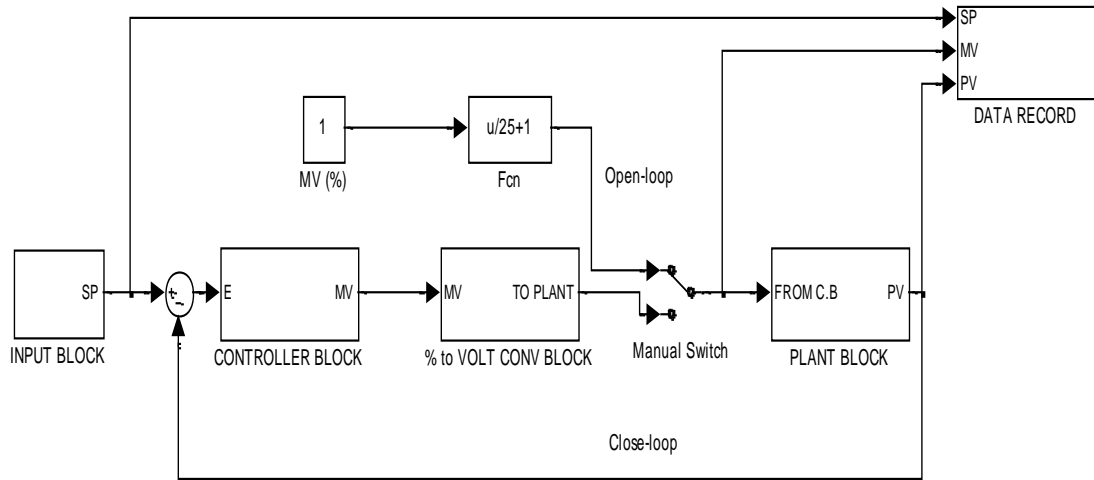 SP
MV
PV
DATA RECORD
1
MV (%)
u/25+1
Fcn
Open-loop
SP
INPUT BLOCK
E
MV
CONTROLLER BLOCK
MV
TO PLANT
% to VOLT CONV BLOCK
Manual Switch
FROM C.B
PV
PLANT BLOCK
Close-loop